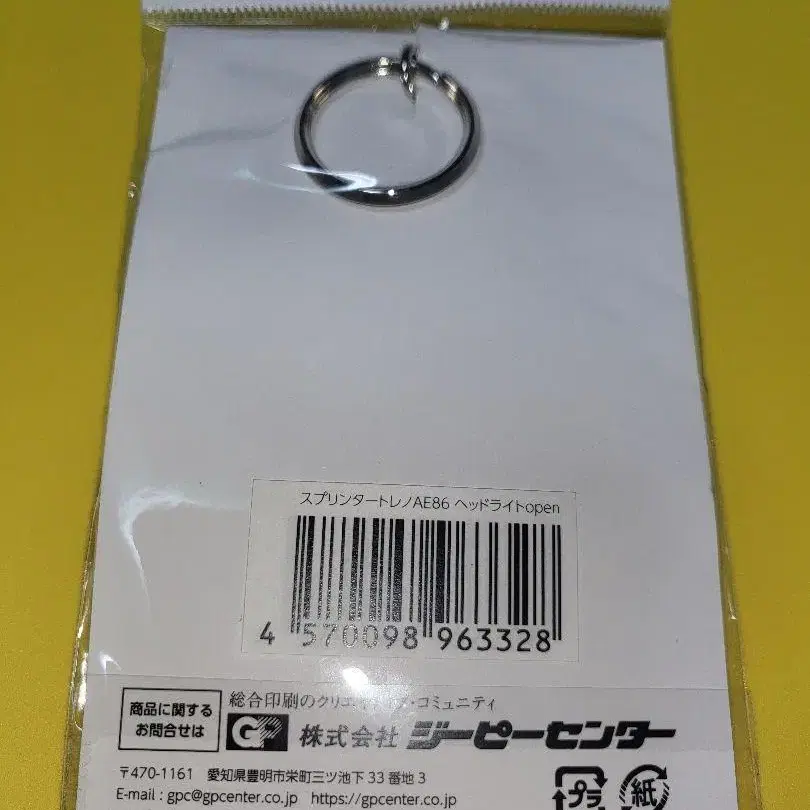 スプリンタートレノAE86 ヘッドライトopen
4 570098 963328
商品に関する
お問合せは
総合印刷のクリエイティブ・コミュニティ
GP 株式会社 ジーピーセンター
〒470-1161 愛知県豊明市栄町三ツ池下33番地3
E-mail : gpc@gpcenter.co.jp https://gpcenter.co.jp
プラ
紙